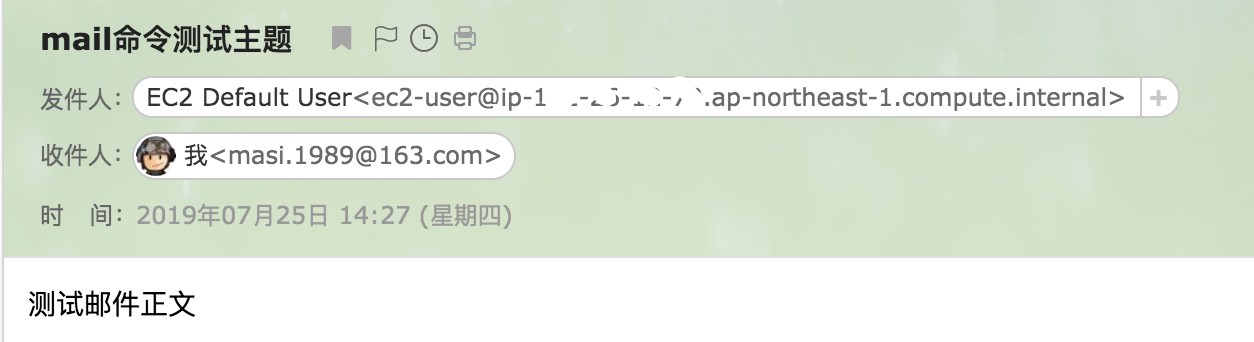 mail命令测试主题
发件人：EC2 Default User<ec2-user@ip-1 .ap-northeast-1.compute.internal> +
收件人：我<masi.1989@163.com>
时 间：2019年07月25日 14:27 (星期四)
测试邮件正文